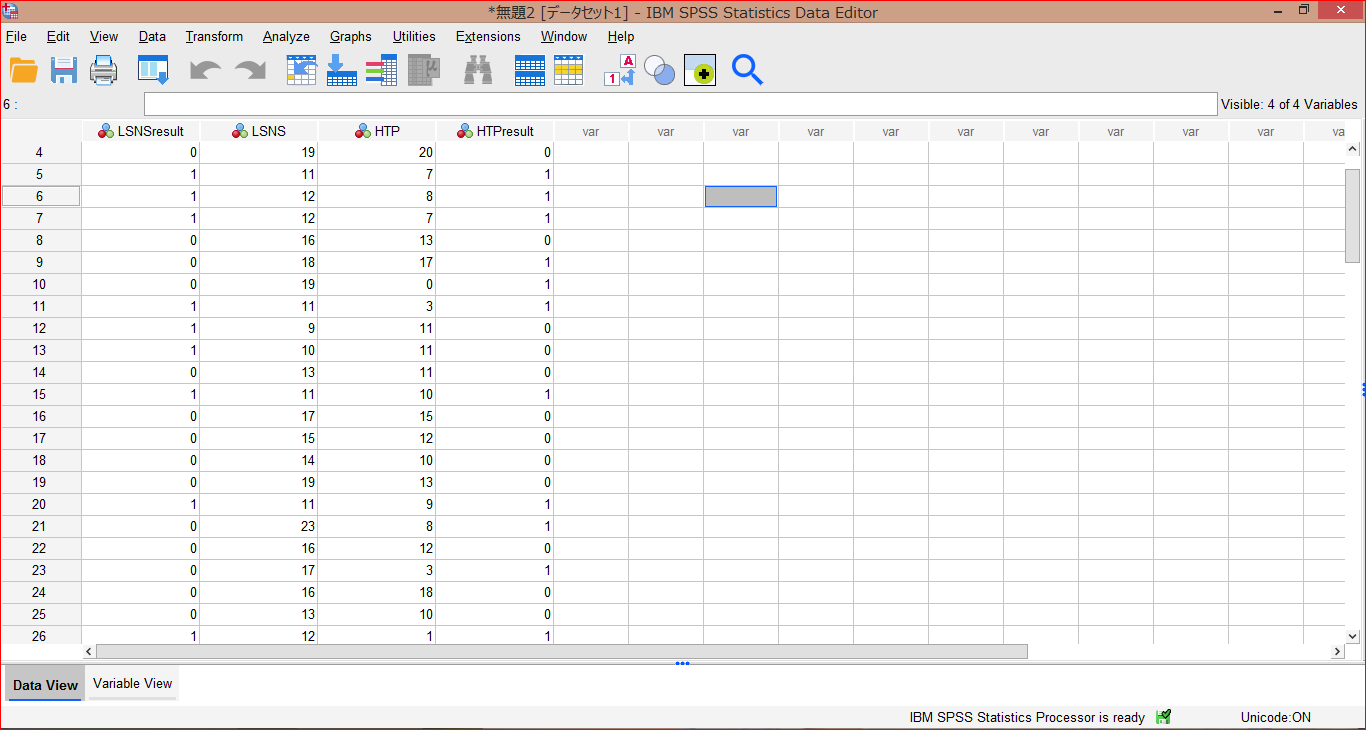 *無題2 [データセット1] - IBM SPSS Statistics Data Editor
File Edit View Data Transform Analyze Graphs Utilities Extensions Window Help
A
1
6 :
Visible: 4 of 4 Variables
LSNSresult LSNS HTP HTPresult var var var var var var var var var var va
4 0 19 20 0
5 1 11 7 1
6 1 12 8 1
7 1 12 7 1
8 0 16 13 0
9 0 18 17 1
10 0 19 0 1
11 1 11 3 1
12 1 9 11 0
13 1 10 11 0
14 0 13 11 0
15 1 11 10 1
16 0 17 15 0
17 0 15 12 0
18 0 14 10 0
19 0 19 13 0
20 1 11 9 1
21 0 23 8 1
22 0 16 12 0
23 0 17 3 1
24 0 16 18 0
25 0 13 10 0
26 1 12 1 1
Data View Variable View
IBM SPSS Statistics Processor is ready Unicode:ON